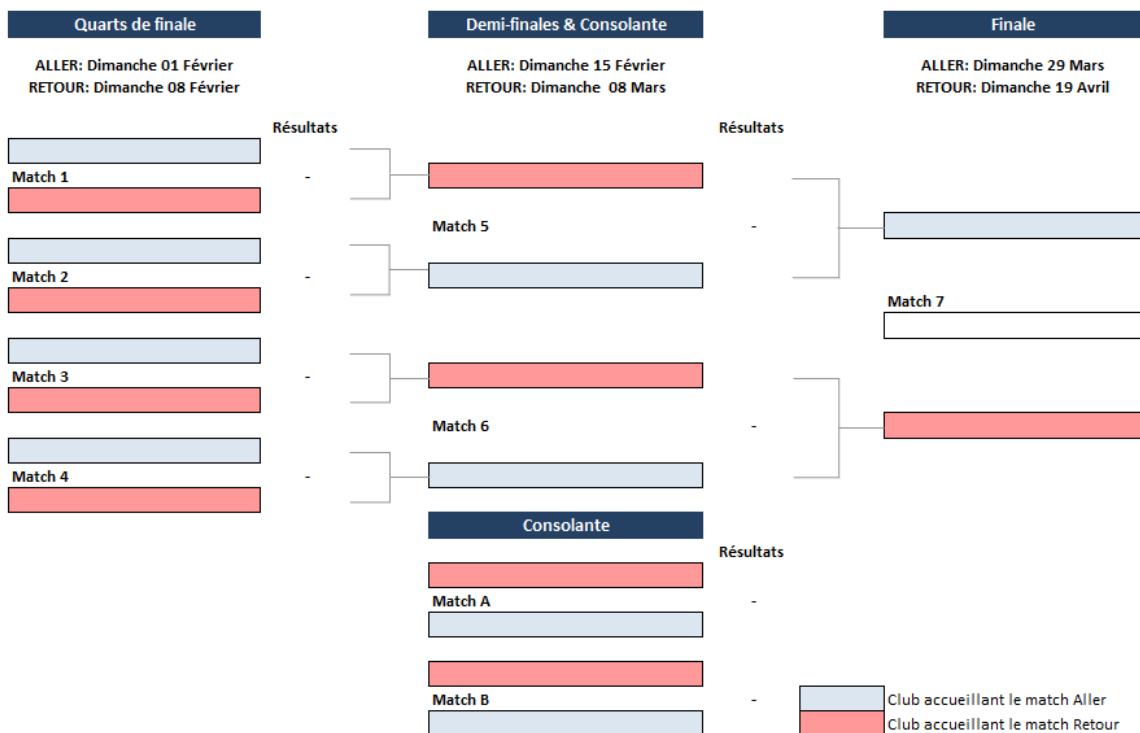 Quarts de finale
Demi-finales & Consolante
Finale
ALLER: Dimanche 01 Février
RETOUR: Dimanche 08 Février
ALLER: Dimanche 15 Février
RETOUR: Dimanche 08 Mars
ALLER: Dimanche 29 Mars
RETOUR: Dimanche 19 Avril
Résultats
Résultats
Match 1
-
Match 5
-
Match 2
-
Match 7
Match 3
-
Match 6
-
Match 4
-
Consolante
Résultats
Match A
-
Match B
-
Club accueillant le match Aller
Club accueillant le match Retour